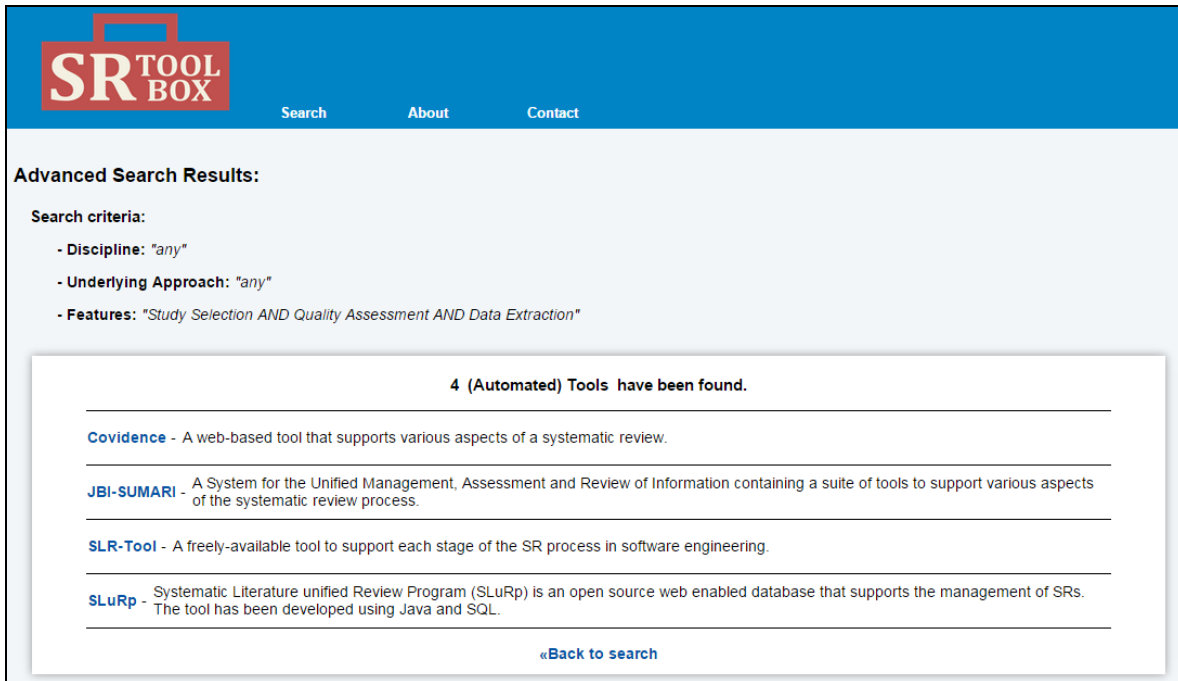 SR TOOL BOX
Search About Contact
Advanced Search Results:
Search criteria:
- Discipline: "any"
- Underlying Approach: "any"
- Features: "Study Selection AND Quality Assessment AND Data Extraction"
4 (Automated) Tools have been found.
Covidence - A web-based tool that supports various aspects of a systematic review.
JBI-SUMARI - A System for the Unified Management, Assessment and Review of Information containing a suite of tools to support various aspects
of the systematic review process.
SLR-Tool - A freely-available tool to support each stage of the SR process in software engineering.
SLuRp - Systematic Literature unified Review Program (SLuRp) is an open source web enabled database that supports the management of SRs.
The tool has been developed using Java and SQL.
«Back to search